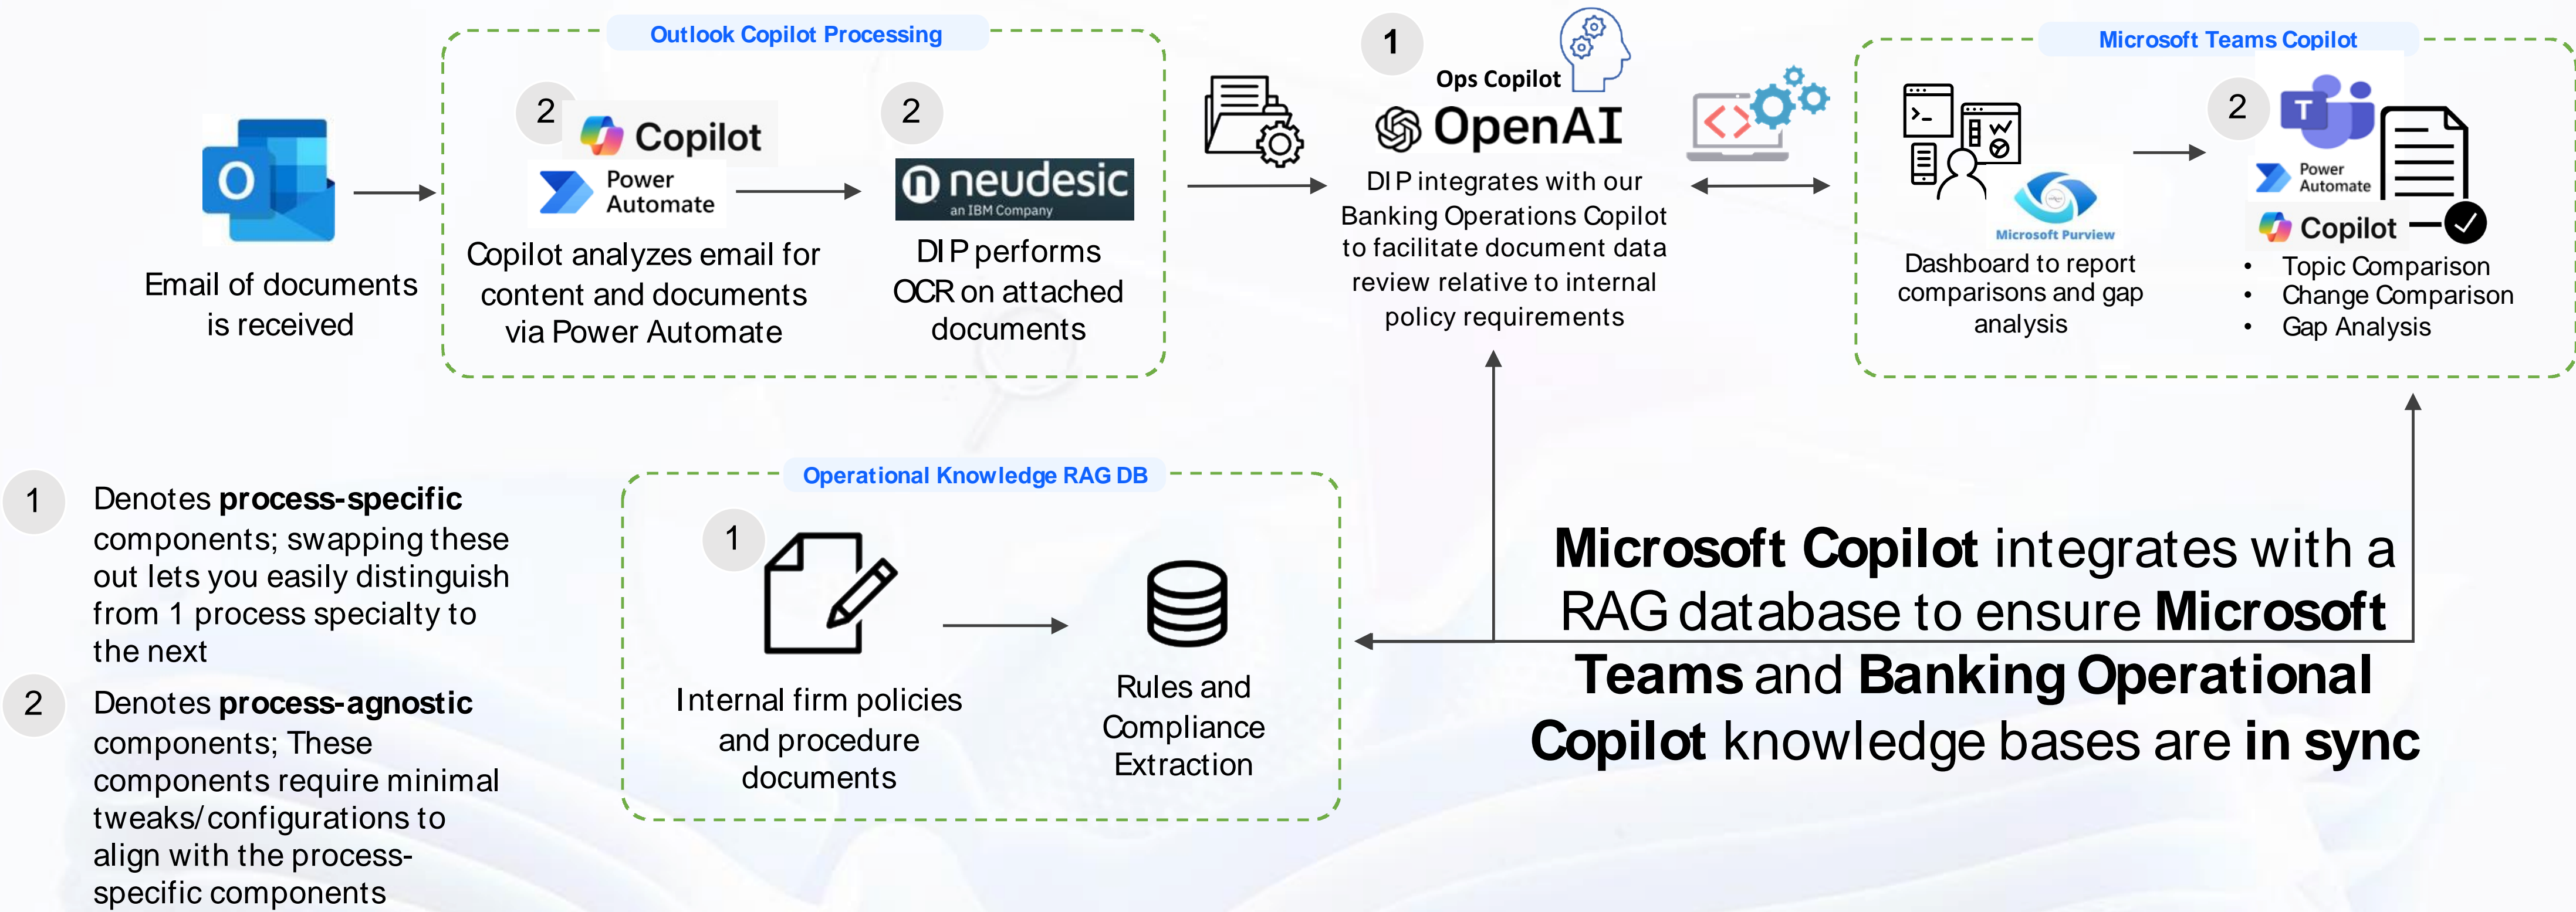 Outlook Copilot Processing
O
Email of documents
is received
2
Copilot
Power
Automate
Copilot analyzes email for
content and documents
via Power Automate
2
n neudesic
an IBM Company
DIP performs
OCR on attached
documents
1
Ops Copilot
OpenAI
DIP integrates with our
Banking Operations Copilot
to facilitate document data
review relative to internal
policy requirements
Microsoft Teams Copilot
Microsoft Purview
Dashboard to report
comparisons and gap
analysis
2
T
Power
Automate
Copilot
• Topic Comparison
• Change Comparison
• Gap Analysis
1
Denotes process-specific
components; swapping these
out lets you easily distinguish
from 1 process specialty to
the next
2
Denotes process-agnostic
components; These
components require minimal
tweaks/configurations to
align with the process-
specific components
Operational Knowledge RAG DB
1
Internal firm policies
and procedure
documents
Rules and
Compliance
Extraction
Microsoft Copilot integrates with a
RAG database to ensure Microsoft
Teams and Banking Operational
Copilot knowledge bases are in sync